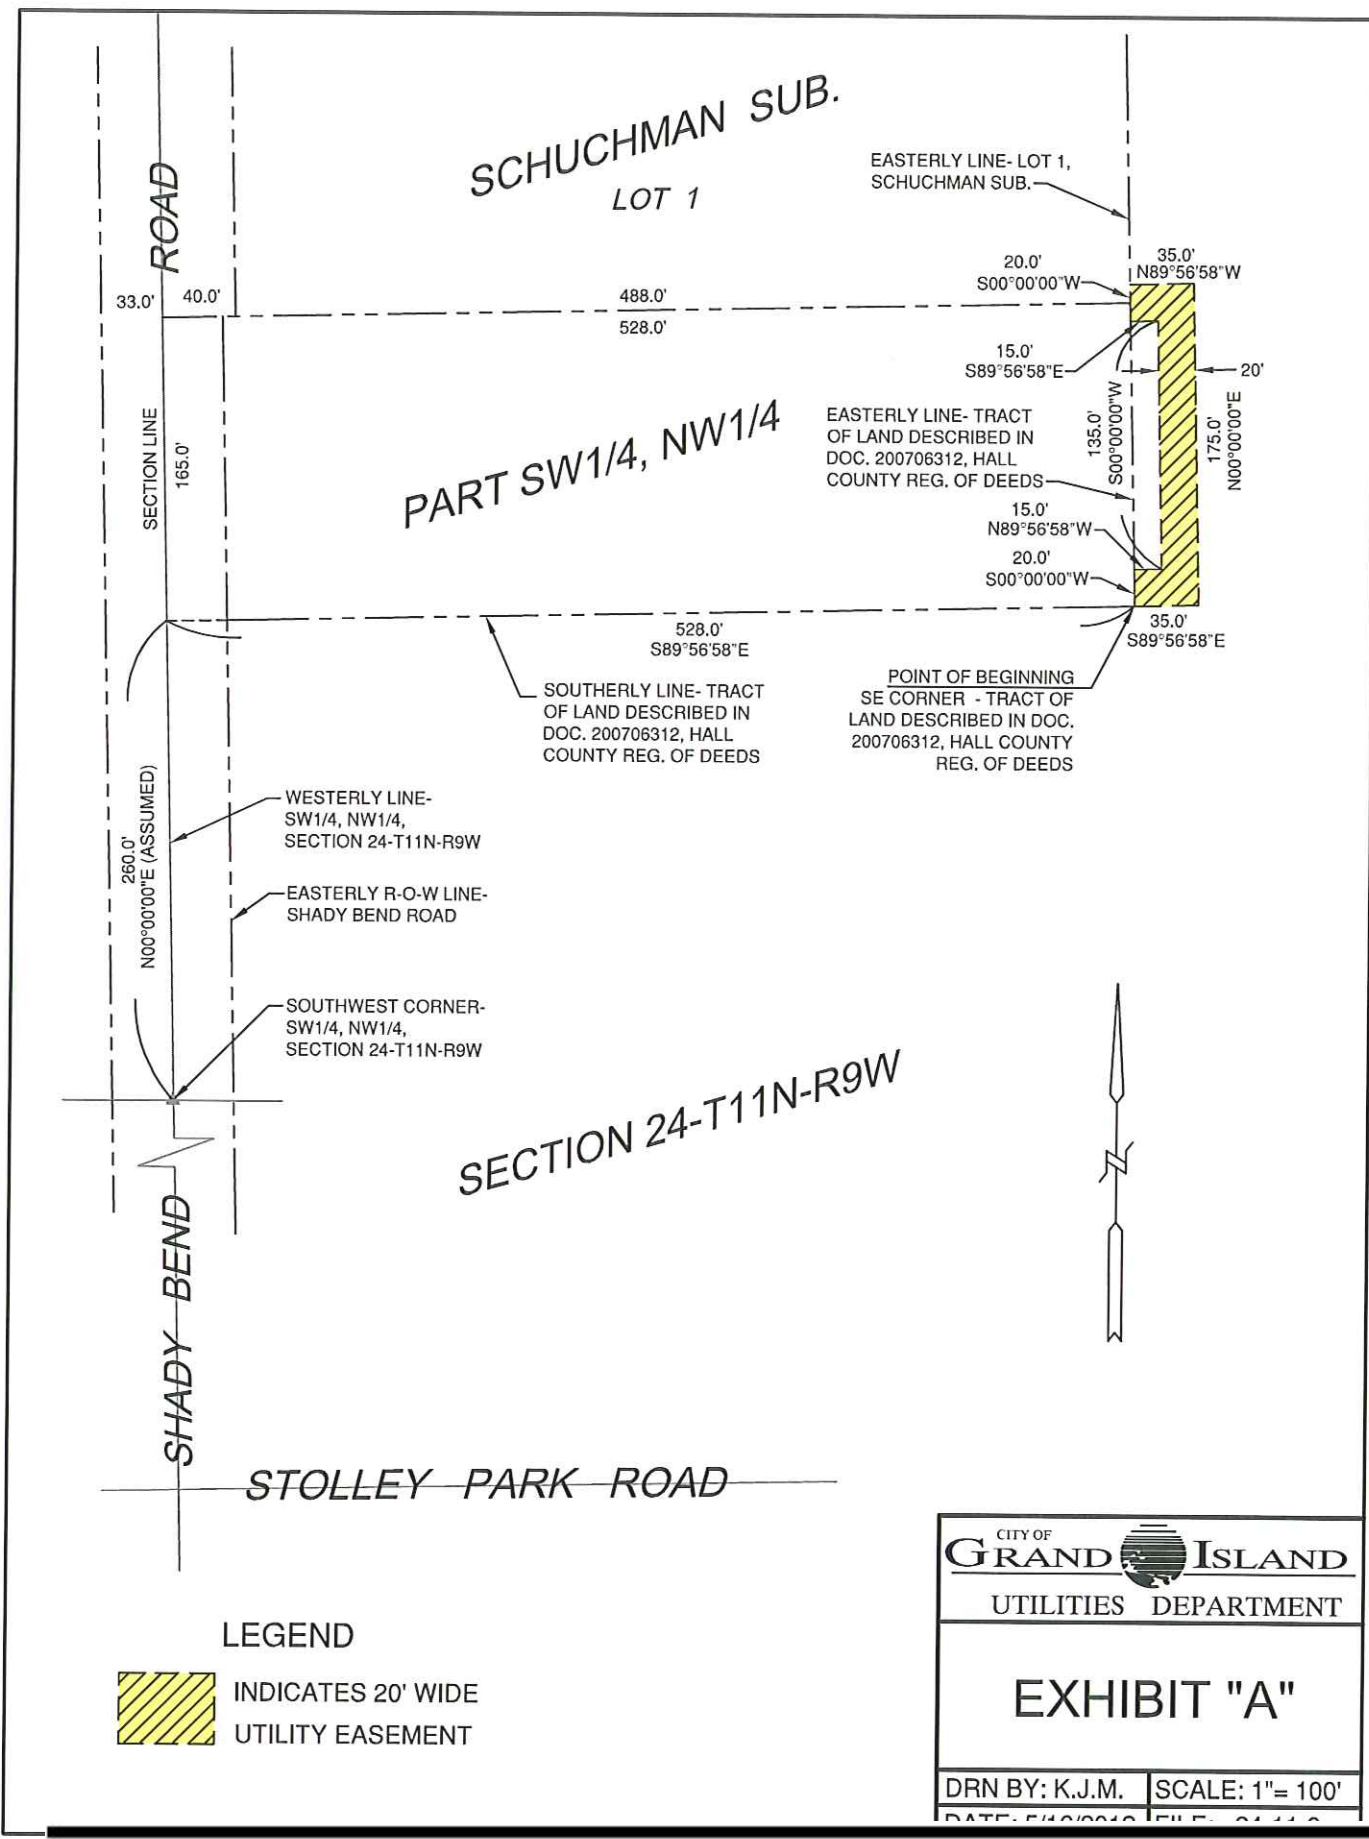 SCHUCHMAN SUB.
LOT 1
ROAD
EASTERLY LINE- LOT 1,
SCHUCHMAN SUB.
20.0'
S00°00'00"W
35.0'
N89°56'58"W
33.0'
40.0'
488.0'
528.0'
15.0'
S89°56'58"E
20'
SECTION LINE
165.0'
PART SW1/4, NW1/4
EASTERLY LINE- TRACT
OF LAND DESCRIBED IN
DOC. 200706312, HALL
COUNTY REG. OF DEEDS
135.0'
S00°00'00"W
175.0'
N00°00'00"E
15.0'
N89°56'58"W
20.0'
S00°00'00"W
528.0'
S89°56'58"E
35.0'
S89°56'58"E
SOUTHERLY LINE- TRACT
OF LAND DESCRIBED IN
DOC. 200706312, HALL
COUNTY REG. OF DEEDS
POINT OF BEGINNING
SE CORNER - TRACT OF
LAND DESCRIBED IN DOC.
200706312, HALL COUNTY
REG. OF DEEDS
260.0'
N00°00'00"E (ASSUMED)
WESTERLY LINE-
SW1/4, NW1/4,
SECTION 24-T11N-R9W
EASTERLY R-O-W LINE-
SHADY BEND ROAD
SOUTHWEST CORNER-
SW1/4, NW1/4,
SECTION 24-T11N-R9W
SECTION 24-T11N-R9W
N
SHADY BEND
STOLLEY PARK ROAD
LEGEND
INDICATES 20' WIDE
UTILITY EASEMENT
CITY OF
GRAND ISLAND
UTILITIES DEPARTMENT
EXHIBIT "A"
DRN BY: K.J.M.
SCALE: 1"= 100'
DATE:
FILE: